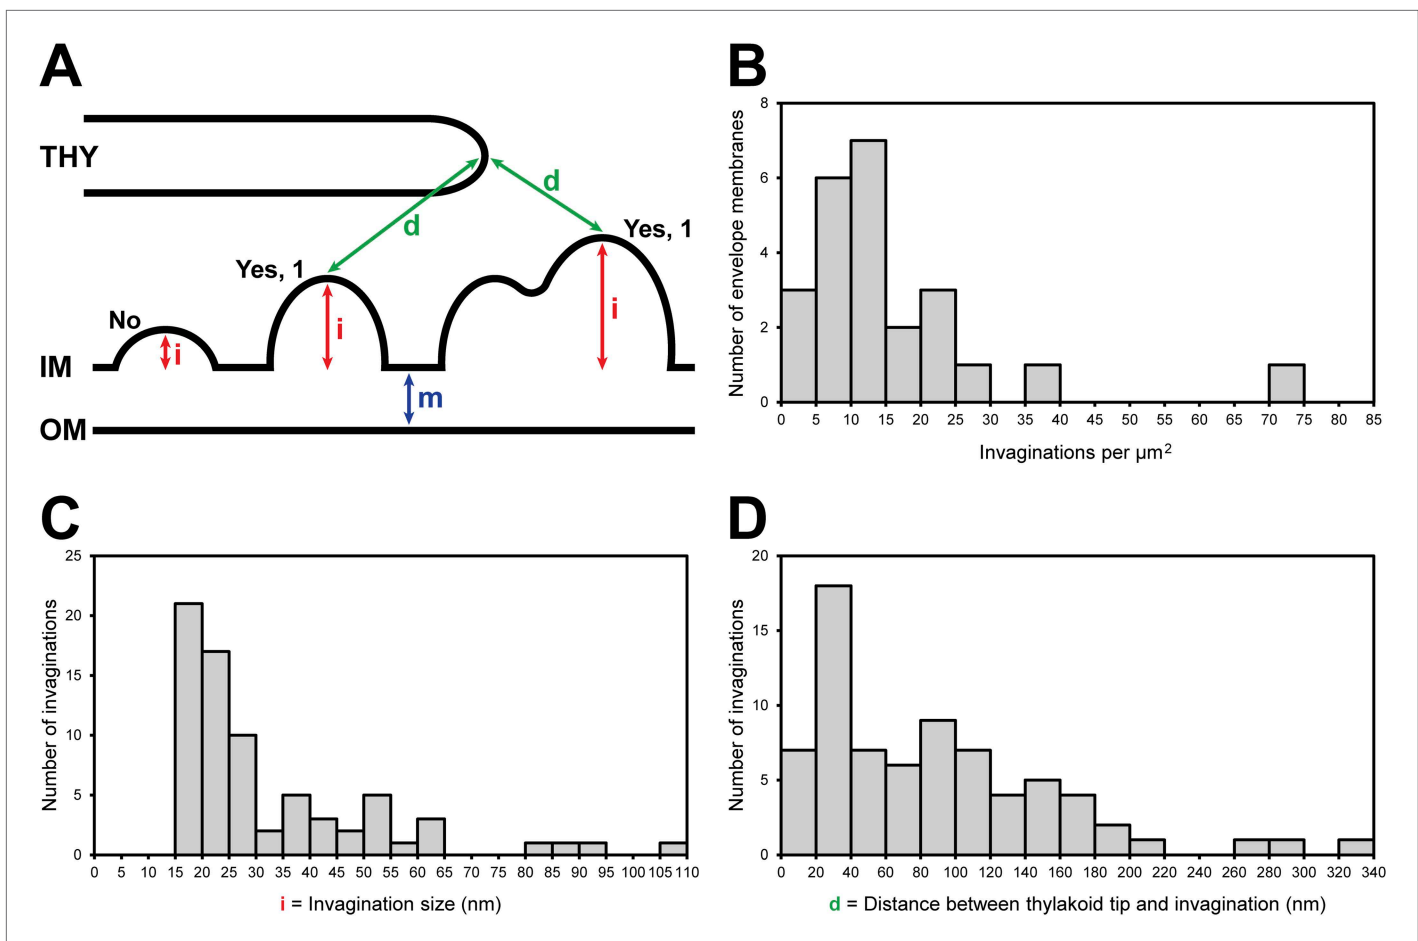 A
THY
d
d
Yes, 1
Yes, 1
No
i
i
i
IM
m
OM
B
Number of envelope membranes
8
6
4
2
0
0 5 10 15 20 25 30 35 40 45 50 55 60 65 70 75 80 85
Invaginations per µm²
C
Number of invaginations
25
20
15
10
5
0
0 5 10 15 20 25 30 35 40 45 50 55 60 65 70 75 80 85 90 95 100 105 110
i = Invagination size (nm)
D
Number of invaginations
20
15
10
5
0
0 20 40 60 80 100 120 140 160 180 200 220 240 260 280 300 320 340
d = Distance between thylakoid tip and invagination (nm)